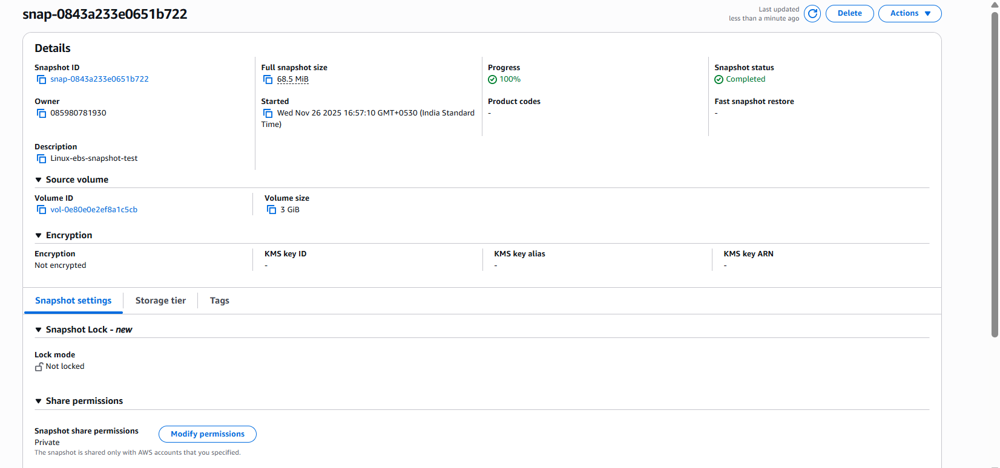 snap-0843a233e0651b722
Last updated
less than a minute ago
Delete
Actions
Details
Snapshot ID
snap-0843a233e0651b722
Full snapshot size
68.5 MiB
Progress
100%
Snapshot status
Completed
Owner
085980781930
Started
Wed Nov 26 2025 16:57:10 GMT+0530 (India Standard
Time)
Product codes
-
Fast snapshot restore
-
Description
Linux-ebs-snapshot-test
Source volume
Volume ID
vol-0e80e0e2ef8a1c5cb
Volume size
3 GiB
Encryption
Encryption
Not encrypted
KMS key ID
-
KMS key alias
-
KMS key ARN
-
Snapshot settings
Storage tier
Tags
Snapshot Lock - new
Lock mode
Not locked
Share permissions
Snapshot share permissions
Private
Modify permissions
The snapshot is shared only with AWS accounts that you specified.